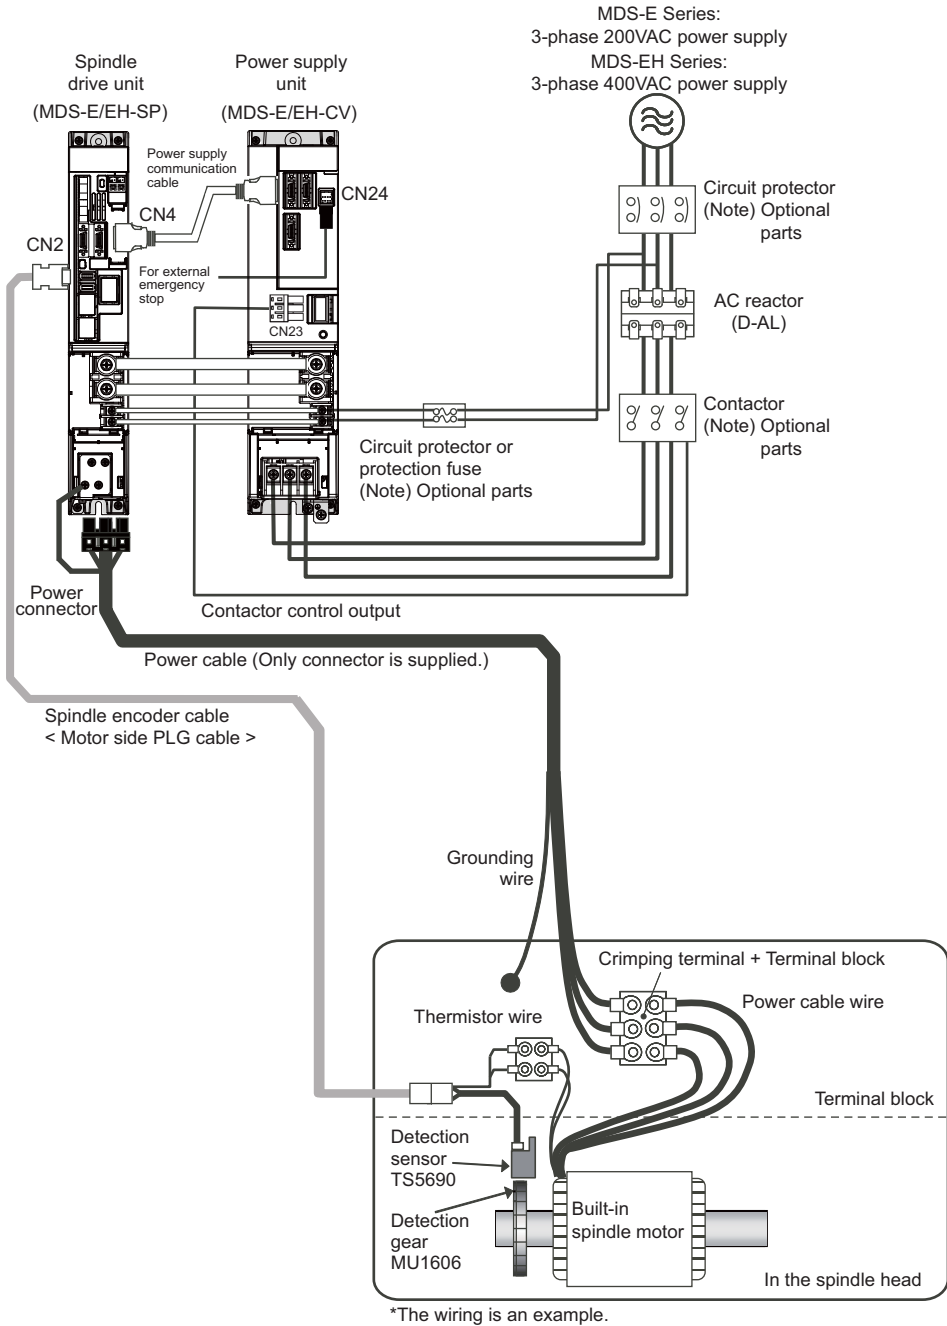 MDS-E Series:
3-phase 200VAC power supply
MDS-EH Series:
3-phase 400VAC power supply
Spindle
drive unit
(MDS-E/EH-SP)
Power supply
unit
(MDS-E/EH-CV)
Power supply
communication
cable
CN24
CN4
CN2
For external
emergency
stop
CN23
Circuit protector
(Note) Optional
parts
AC reactor
(D-AL)
Contactor
(Note) Optional
parts
Circuit protector or
protection fuse
(Note) Optional parts
Power
connector
Contactor control output
Power cable (Only connector is supplied.)
Spindle encoder cable
< Motor side PLG cable >
Grounding
wire
Crimping terminal + Terminal block
Power cable wire
Thermistor wire
Terminal block
Detection
sensor
TS5690
Detection
gear
MU1606
Built-in
spindle motor
In the spindle head
*The wiring is an example.